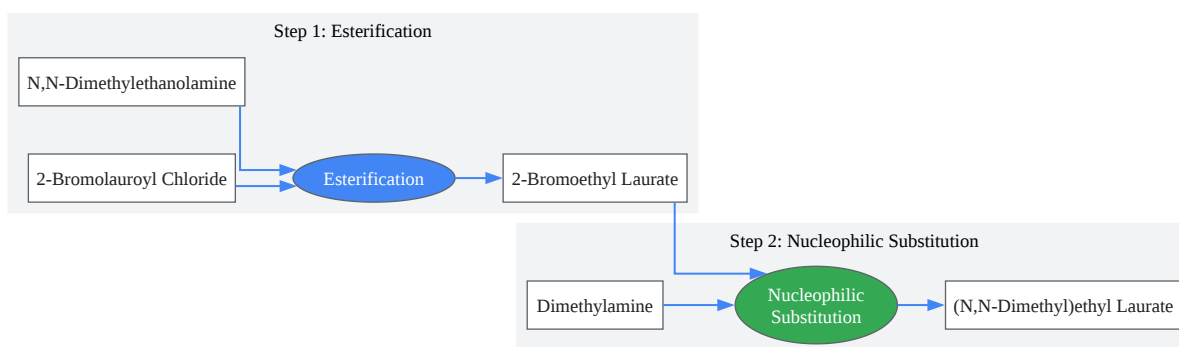 Step 1: Esterification
N,N-Dimethylethanolamine
2-Bromolauroyl Chloride
Esterification
2-Bromoethyl Laurate
Step 2: Nucleophilic Substitution
Dimethylamine
Nucleophilic
Substitution
(N,N-Dimethyl)ethyl Laurate